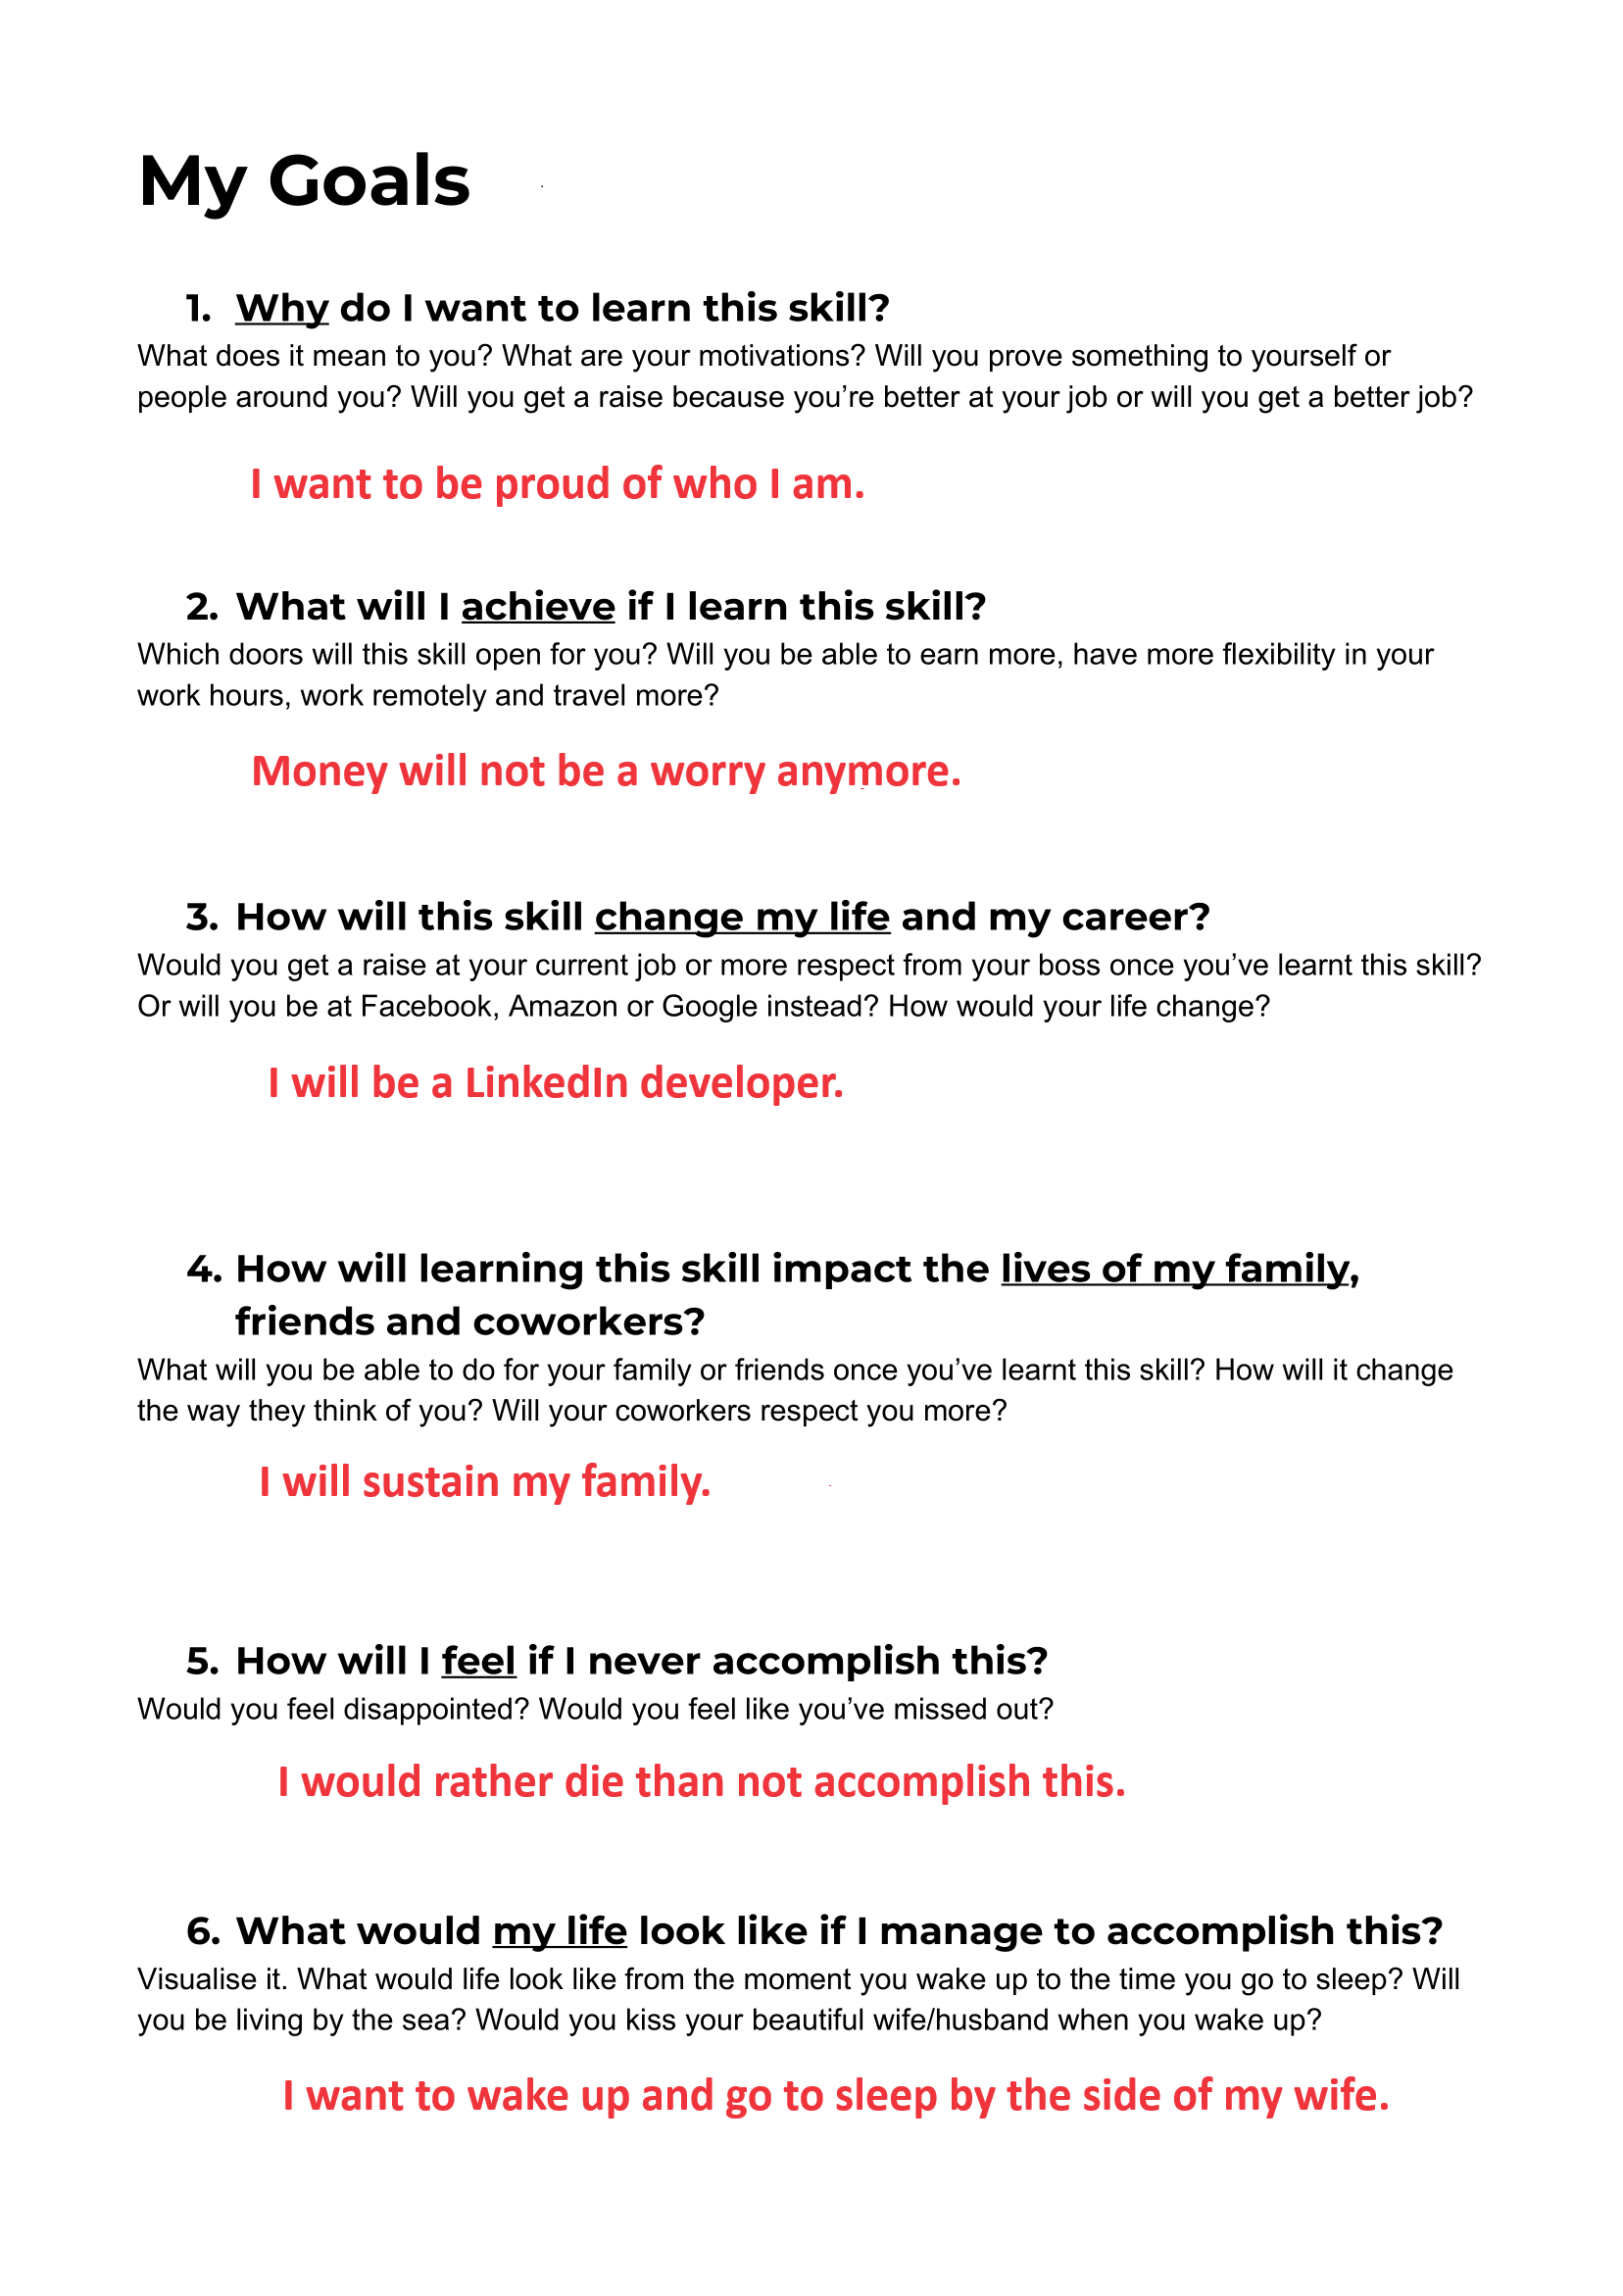 My Goals
1. Why do I want to learn this skill?
What does it mean to you? What are your motivations? Will you prove something to yourself or
people around you? Will you get a raise because you’re better at your job or will you get a better job?
I want to be proud of who I am.
2. What will I achieve if I learn this skill?
Which doors will this skill open for you? Will you be able to earn more, have more flexibility in your
work hours, work remotely and travel more?
Money will not be a worry anymore.
3. How will this skill change my life and my career?
Would you get a raise at your current job or more respect from your boss once you’ve learnt this skill?
Or will you be at Facebook, Amazon or Google instead? How would your life change?
I will be a LinkedIn developer.
4. How will learning this skill impact the lives of my family,
friends and coworkers?
What will you be able to do for your family or friends once you’ve learnt this skill? How will it change
the way they think of you? Will your coworkers respect you more?
I will sustain my family.
5. How will I feel if I never accomplish this?
Would you feel disappointed? Would you feel like you’ve missed out?
I would rather die than not accomplish this.
6. What would my life look like if I manage to accomplish this?
Visualise it. What would life look like from the moment you wake up to the time you go to sleep? Will
you be living by the sea? Would you kiss your beautiful wife/husband when you wake up?
I want to wake up and go to sleep by the side of my wife.